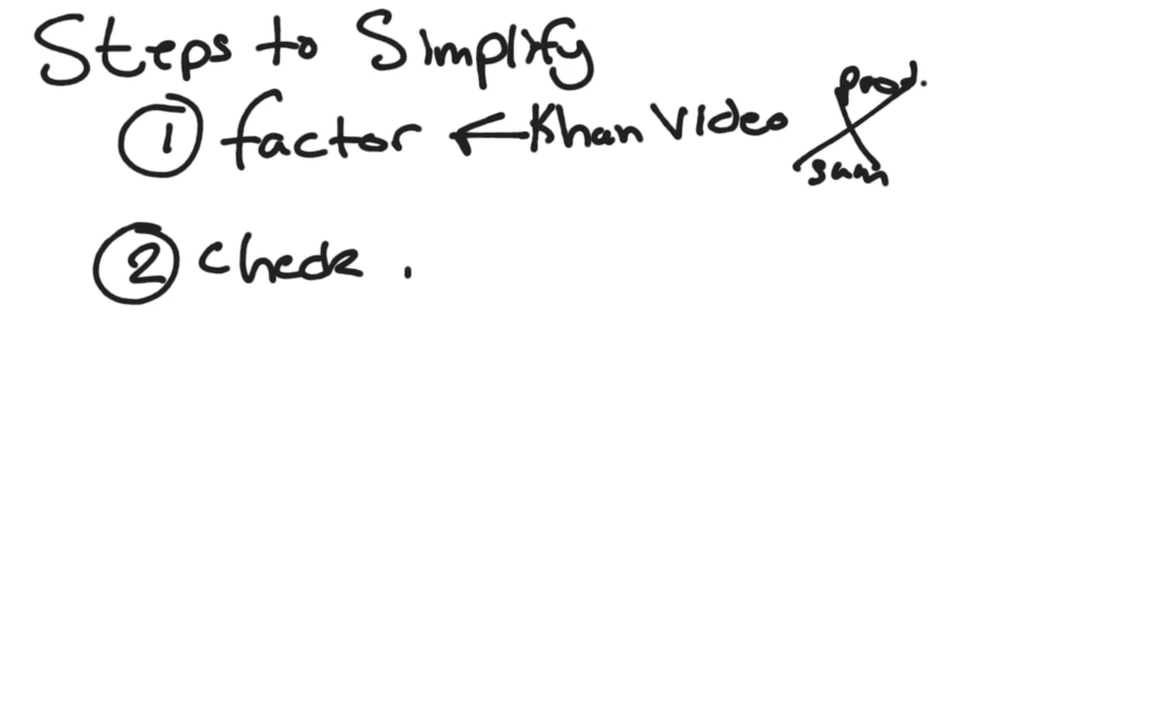 Steps to Simplify
① factor ← Khan Video prod.
sum
② check .